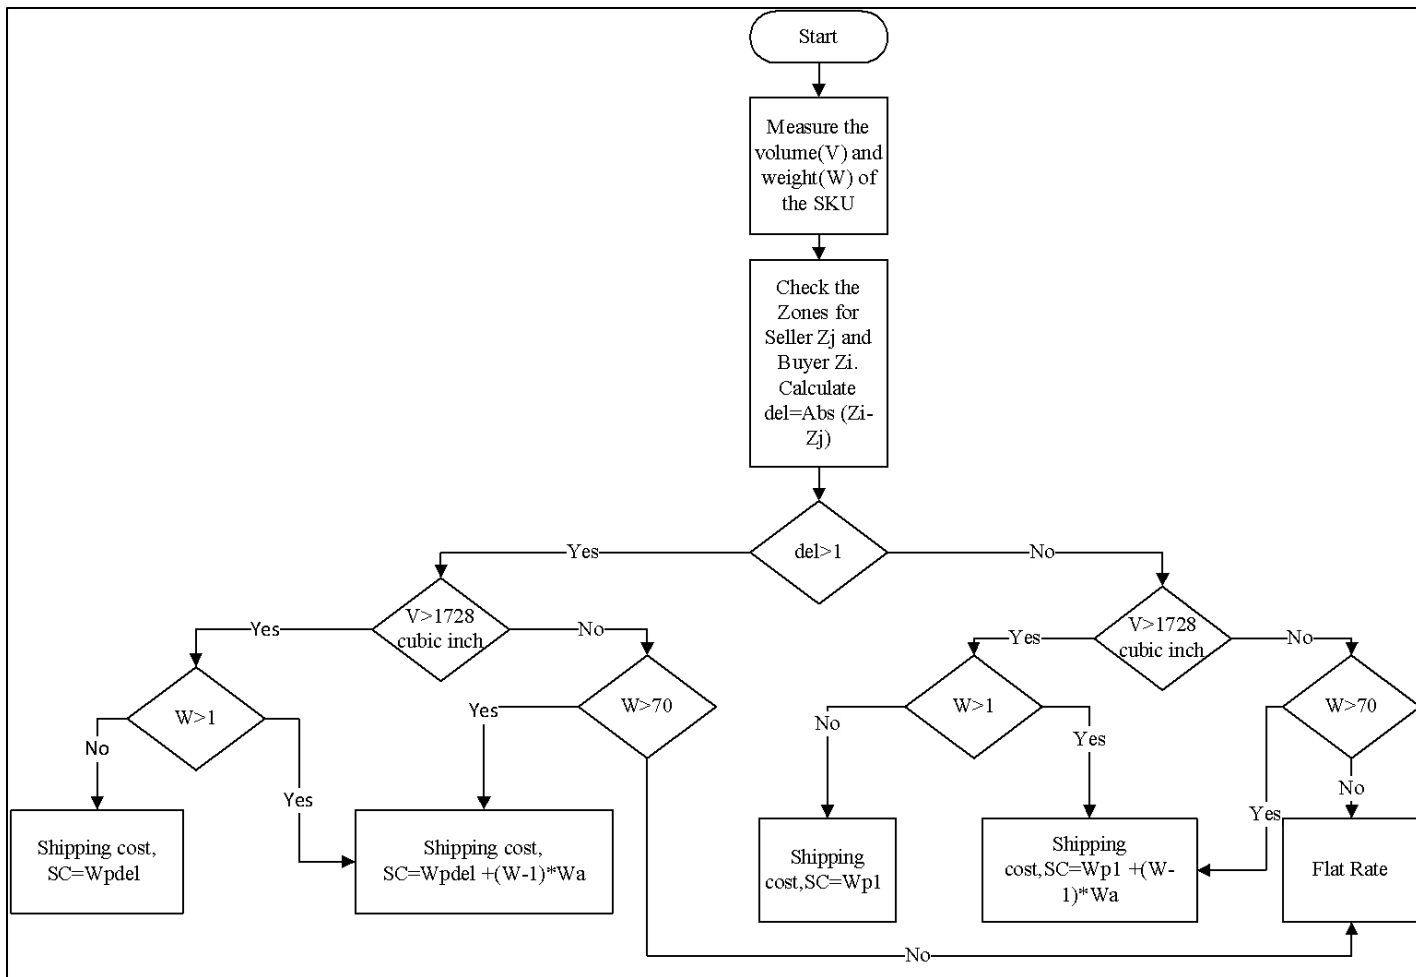 Start
Measure the
volume(V) and
weight(W) of
the SKU
Check the
Zones for
Seller Zj and
Buyer Zi.
Calculate
del=Abs (Zi-
Zj)
del>1
Yes
No
V>1728
cubic inch
Yes
No
V>1728
cubic inch
Yes
No
W>1
No
Yes
W>70
Yes
No
W>1
No
Yes
W>70
Yes
No
Shipping cost,
SC=Wpdel
Shipping cost,
SC=Wpdel +(W-1)*Wa
Shipping
cost,SC=Wp1
Shipping
cost,SC=Wp1 +(W-
1)*Wa
Flat Rate